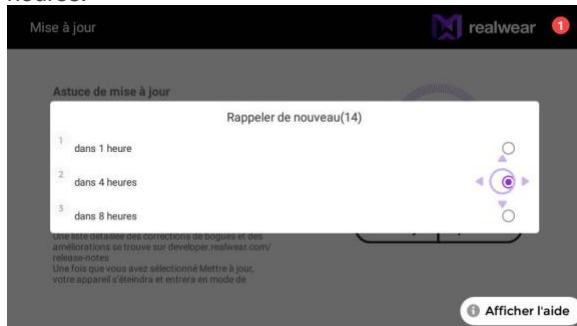 Mise à jour
realwear
1
Astuce de mise à jour
Rappeler de nouveau(14)
1 dans 1 heure
2 dans 4 heures
3 dans 8 heures
Une liste détaillée des corrections de bogues et des
améliorations se trouve sur developer.realwear.com/
release-notes
Une fois que vous avez sélectionné Mettre à jour,
votre appareil s'éteindra et entrera en mode de
Afficher l'aide